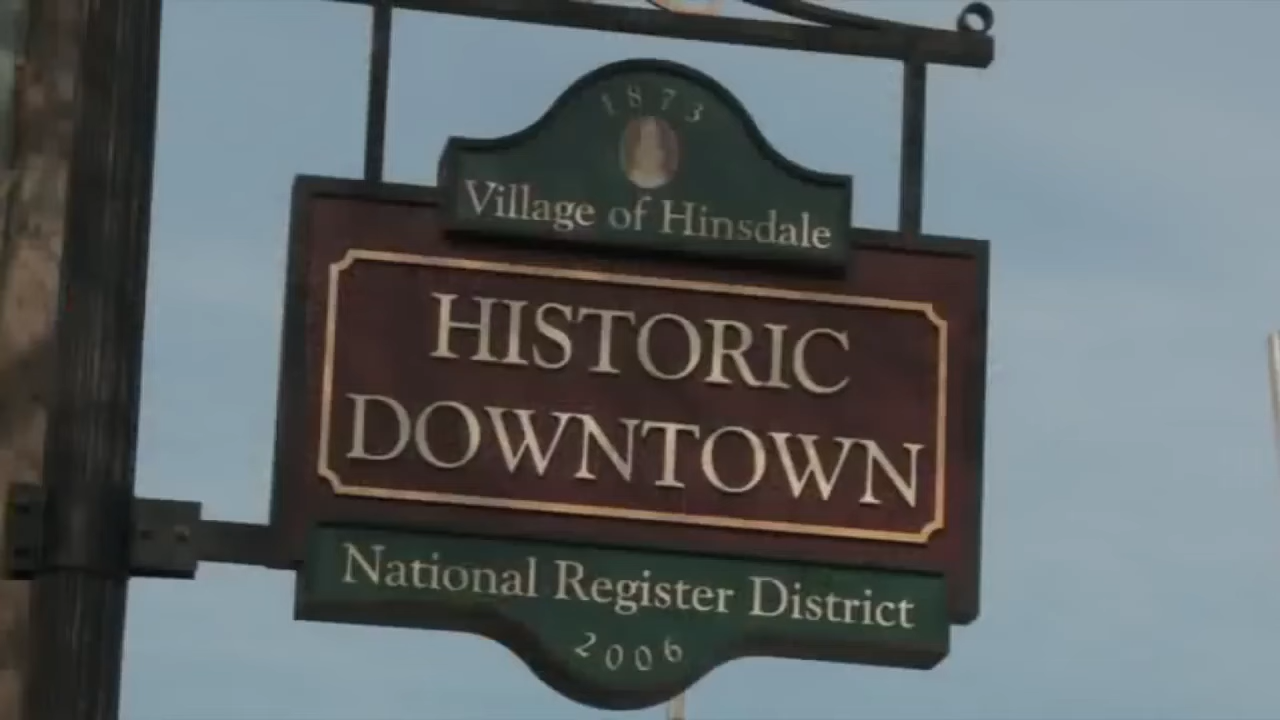 1873
Village of Hinsdale
HISTORIC
DOWNTOWN
National Register District
2006